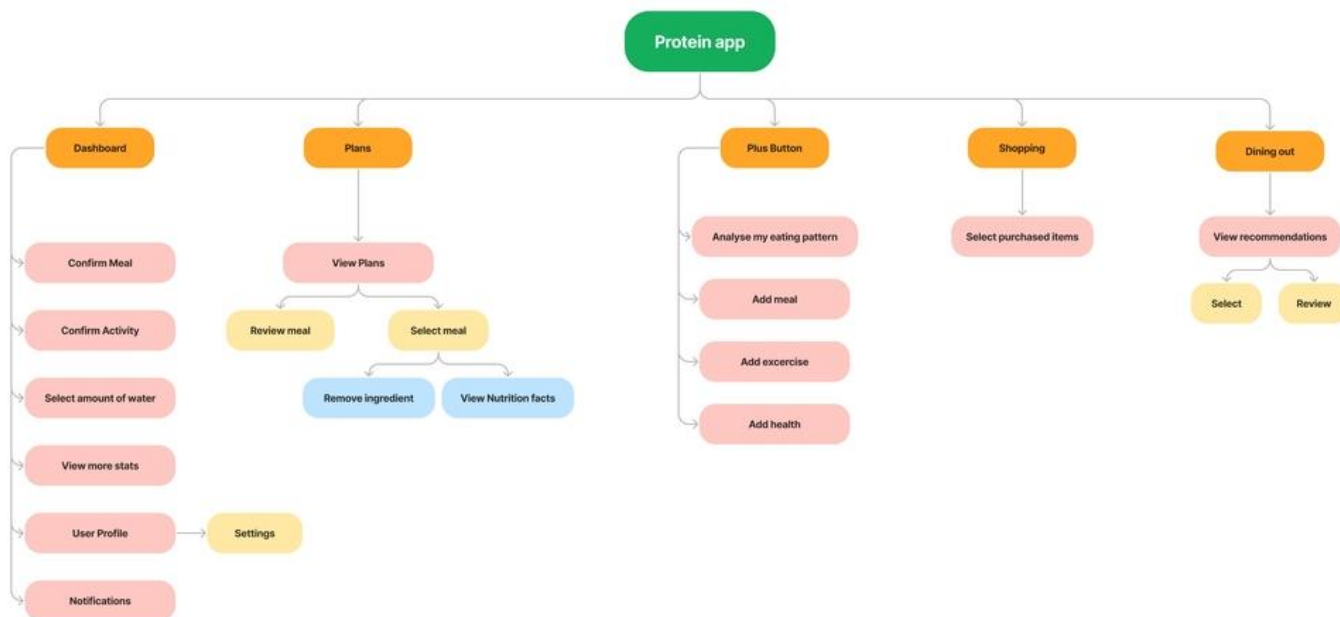 Protein app
Dashboard
Plans
Plus Button
Shopping
Dining out
Analyse my eating pattern
Select purchased items
View recommendations
Confirm Meal
View Plans
Add meal
Select
Review
Confirm Activity
Review meal
Select meal
Add excercise
Select amount of water
Remove ingredient
View Nutrition facts
Add health
View more stats
User Profile
Settings
Notifications